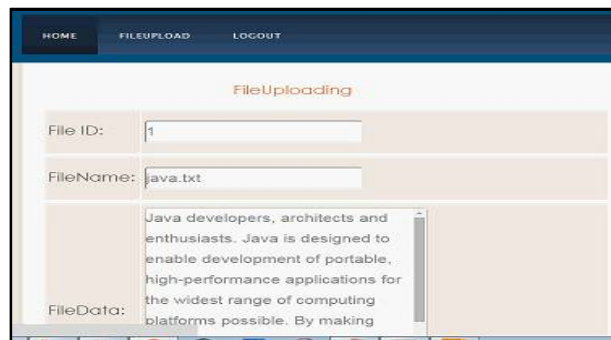 HOME FILEUPLOAD LOGOUT
FileUploading
File ID: 1
FileName: java.txt
Java developers, architects and
enthusiasts. Java is designed to
enable development of portable,
high-performance applications for
the widest range of computing
FileData: platforms possible. By making